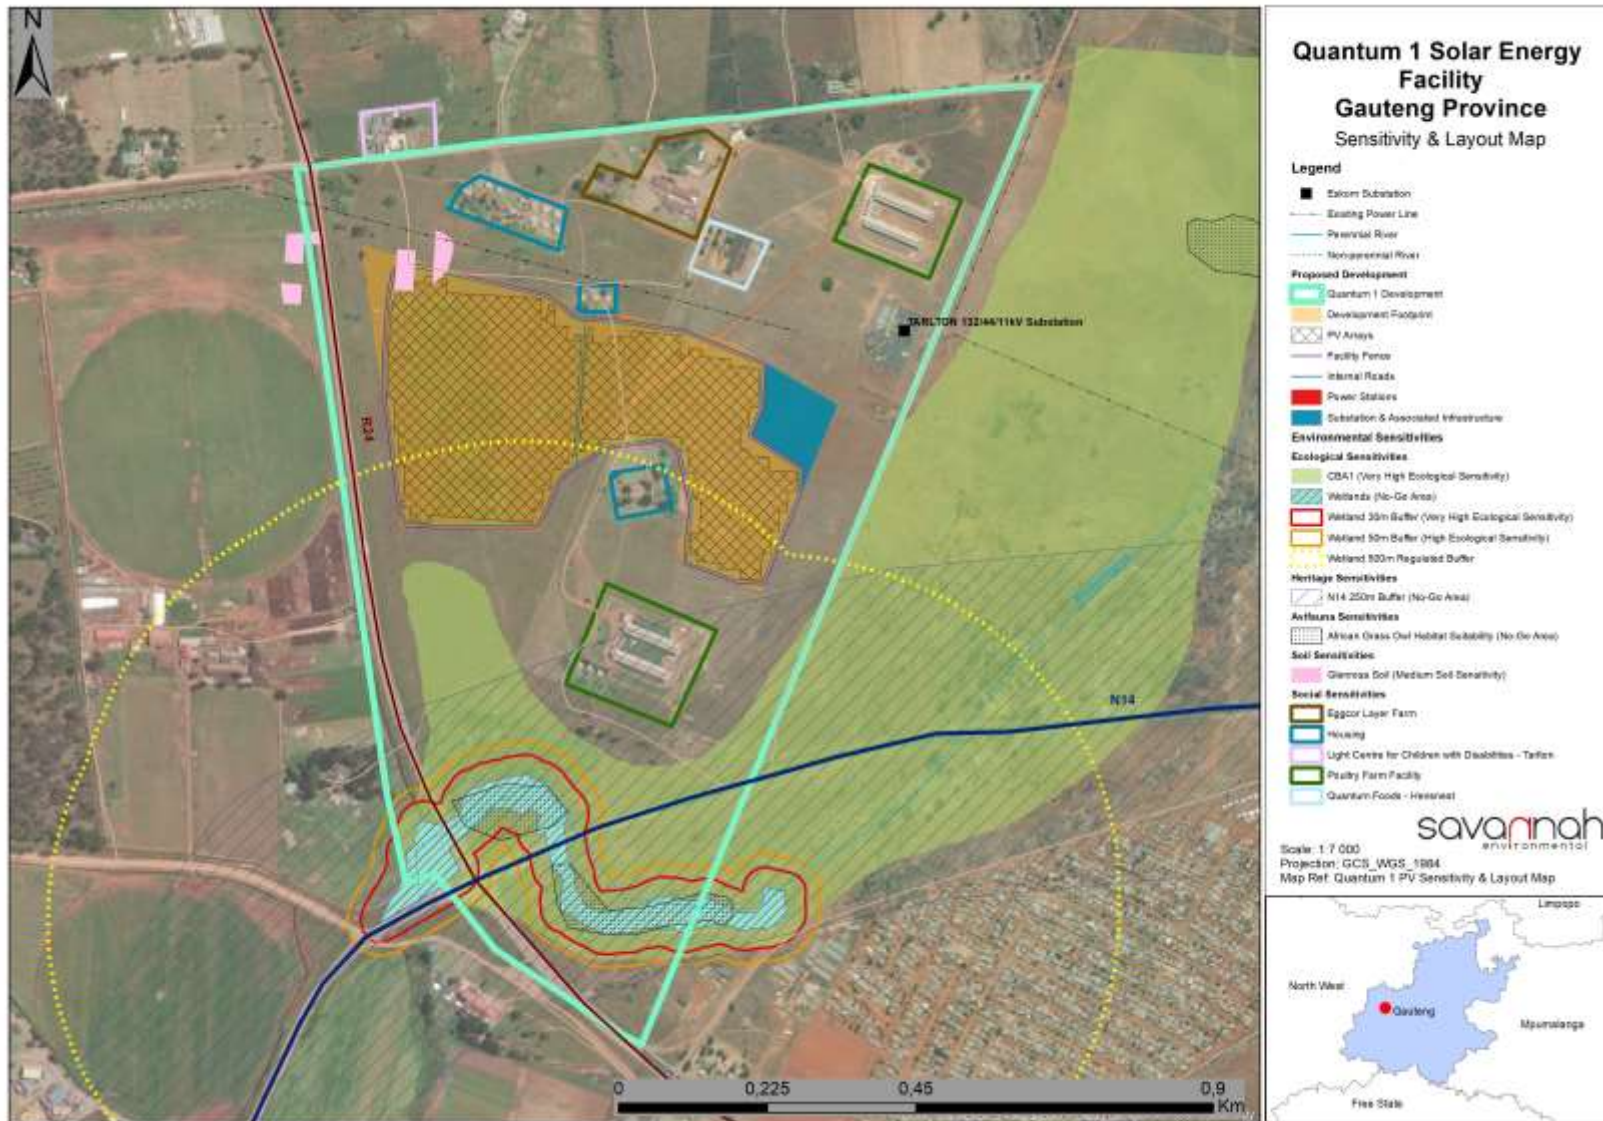 N
R24
TARLTON 132/44/11kV Substation
N14
0 0,225 0,45 0,9
Km
Quantum 1 Solar Energy
Facility
Gauteng Province
Sensitivity & Layout Map
Legend
Eskom Substation
Existing Power Line
Perennial River
Non-perennial River
Proposed Development
Quantum 1 Development
Development Footprint
PV Arrays
Facility Fence
Internal Roads
Power Stations
Substation & Associated Infrastructure
Environmental Sensitivities
Ecological Sensitivities
CBA1 (Very High Ecological Sensitivity)
Wetlands (No-Go Area)
Wetland 30m Buffer (Very High Ecological Sensitivity)
Wetland 50m Buffer (High Ecological Sensitivity)
Wetland 500m Regulated Buffer
Heritage Sensitivities
N14 250m Buffer (No-Go Area)
Avifauna Sensitivities
African Grass Owl Habitat Suitability (No-Go Area)
Soil Sensitivities
Glenrosa Soil (Medium Soil Sensitivity)
Social Sensitivities
Eggcor Layer Farm
Housing
Light Centre for Children with Disabilities - Tarlton
Poultry Farm Facility
Quantum Foods - Hensnest
savannah
environmental
Scale: 1:7 000
Projection: GCS_WGS_1984
Map Ref: Quantum 1 PV Sensitivity & Layout Map
Limpopo
North West
Gauteng
Mpumalanga
Free State